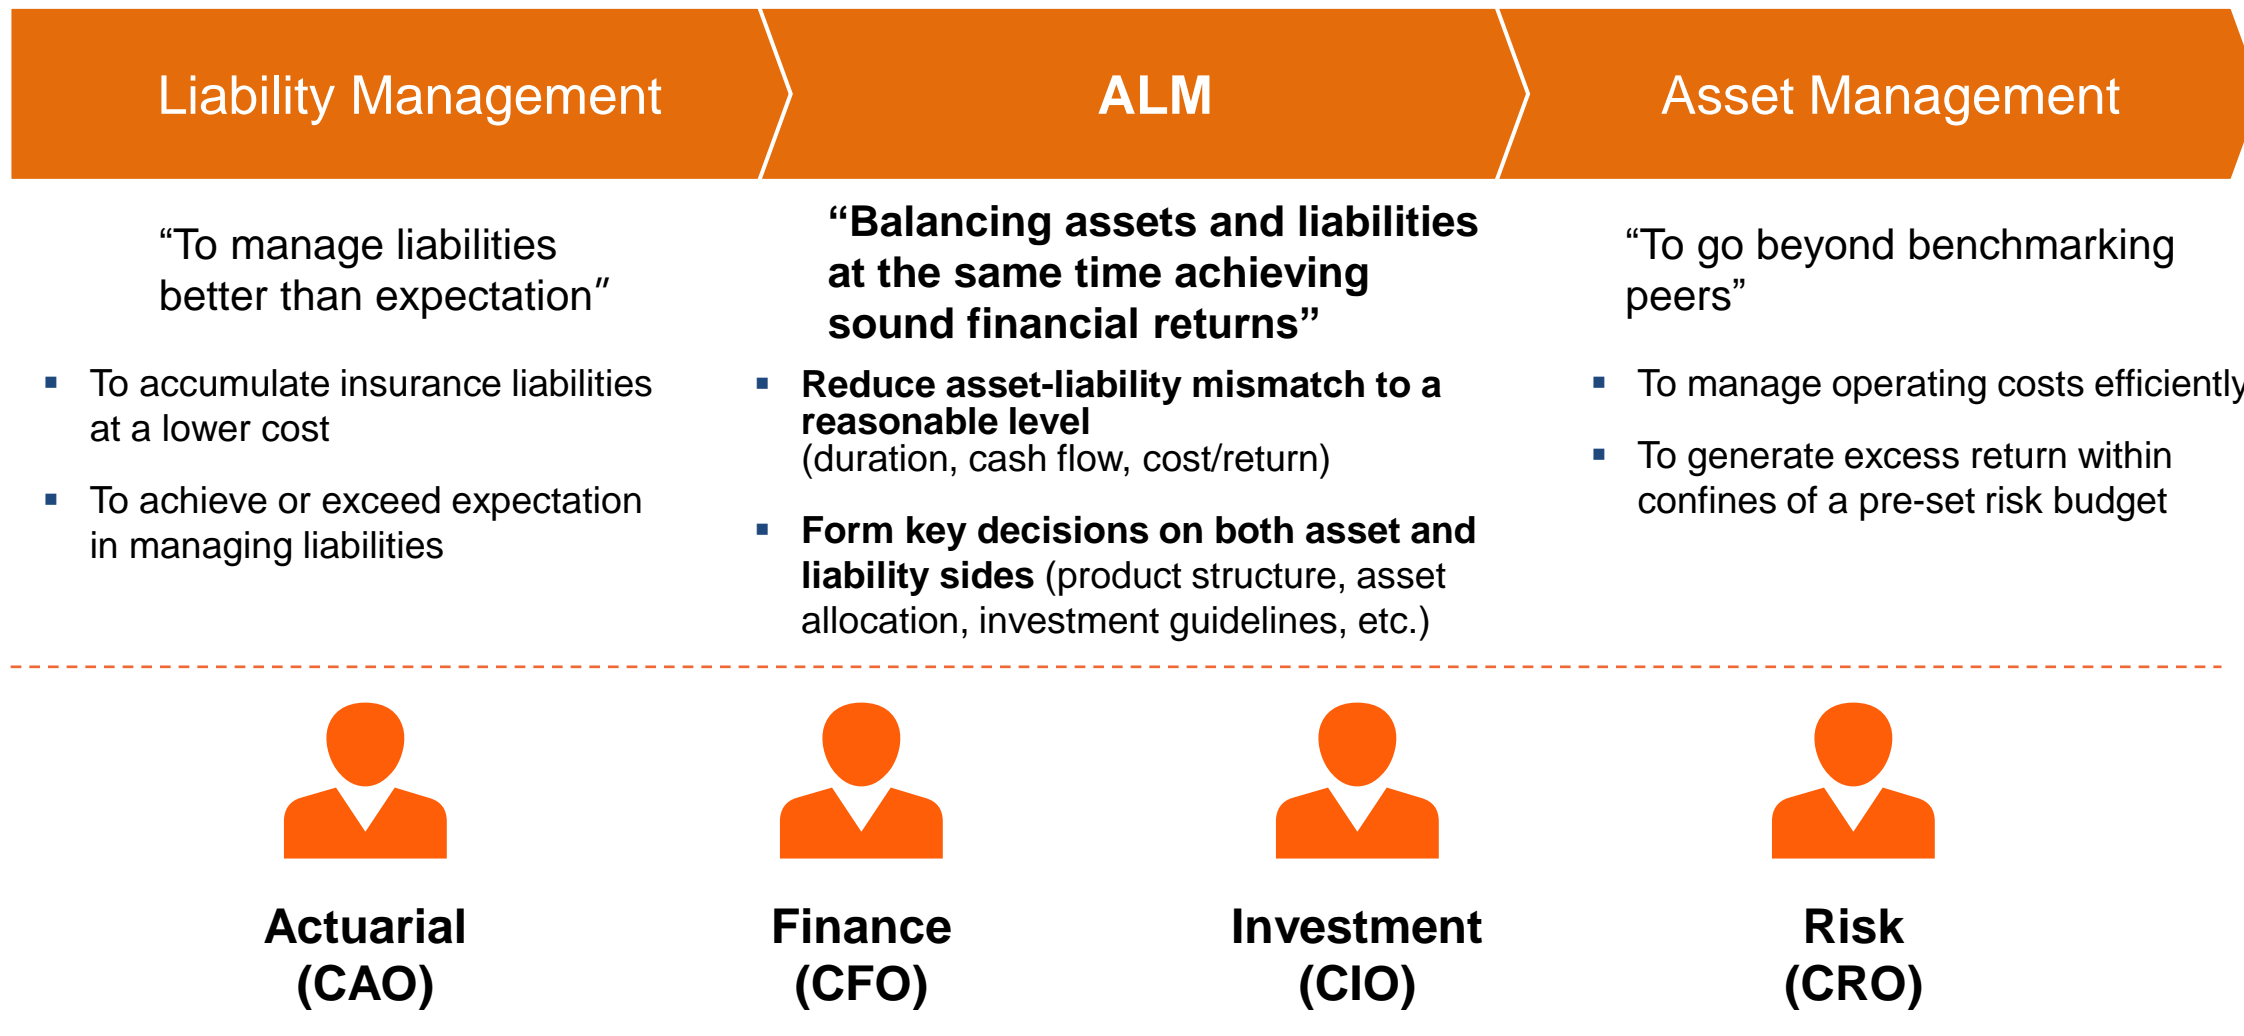 Liability Management
ALM
Asset Management
“To manage liabilities
better than expectation”
“Balancing assets and liabilities
at the same time achieving
sound financial returns”
“To go beyond benchmarking
peers”
▪ To accumulate insurance liabilities
at a lower cost
▪ To achieve or exceed expectation
in managing liabilities
▪ Reduce asset-liability mismatch to a
reasonable level
(duration, cash flow, cost/return)
▪ Form key decisions on both asset and
liability sides (product structure, asset
allocation, investment guidelines, etc.)
▪ To manage operating costs efficiently
▪ To generate excess return within
confines of a pre-set risk budget
Actuarial
(CAO)
Finance
(CFO)
Investment
(CIO)
Risk
(CRO)